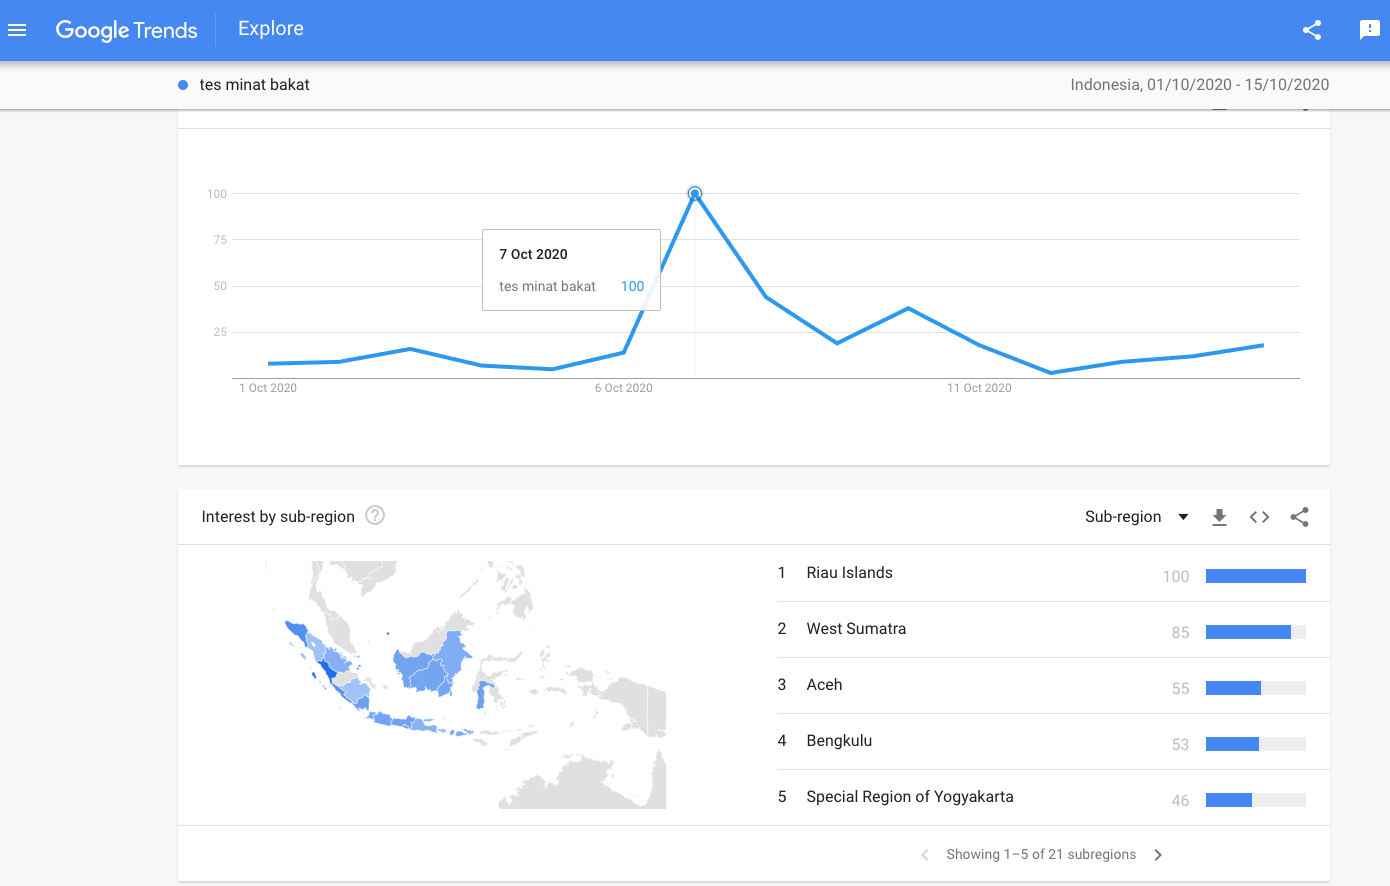 Google Trends Explore
tes minat bakat Indonesia, 01/10/2020 - 15/10/2020
100
75
7 Oct 2020
50
tes minat bakat 100
25
1 Oct 2020 6 Oct 2020 11 Oct 2020
Interest by sub-region ? Sub-region
1 Riau Islands 100
2 West Sumatra 85
3 Aceh 55
4 Bengkulu 53
5 Special Region of Yogyakarta 46
Showing 1–5 of 21 subregions